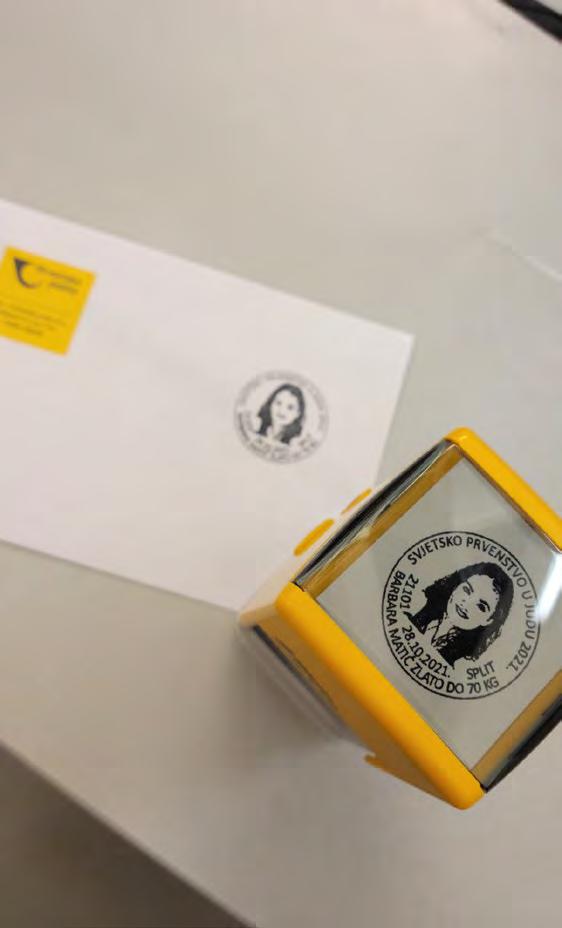 SVJETSKO PRVENSTVO U JUDU 2021.
21101
28.10.2021.
SPLIT
BARBARA MATIĆ ZLATO DO 70 KG